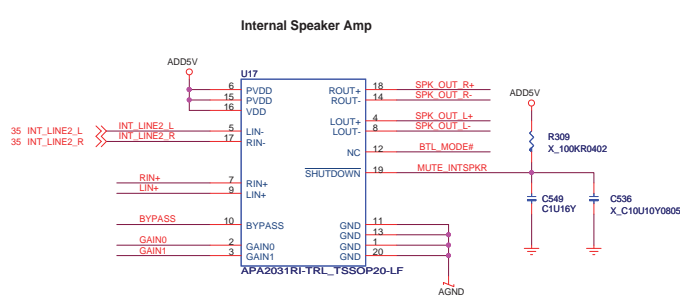 Internal Speaker Amp
ADD5V
U17
6 PVDD ROUT+ 18 SPK_OUT_R+
15 PVDD ROUT- 14 SPK_OUT_R-
16 VDD
ADD5V
35 INT_LINE2_L INT_LINE2_L 5 LIN- LOUT+ 4 SPK_OUT_L+
35 INT_LINE2_R INT_LINE2_R 17 RIN- LOUT- 8 SPK_OUT_L-
R309
X_100KR0402
NC 12 BTL_MODE#
SHUTDOWN 19 MUTE_INTSPKR
RIN+ 7 RIN+
LIN+ 9 LIN+
C549
C1U16Y
C536
X_C10U10Y0805
BYPASS 10 BYPASS GND 11
GND 13
GAIN0 2 GAIN0 GND 1
GAIN1 3 GAIN1 GND 20
APA2031RI-TRL_TSSOP20-LF
AGND